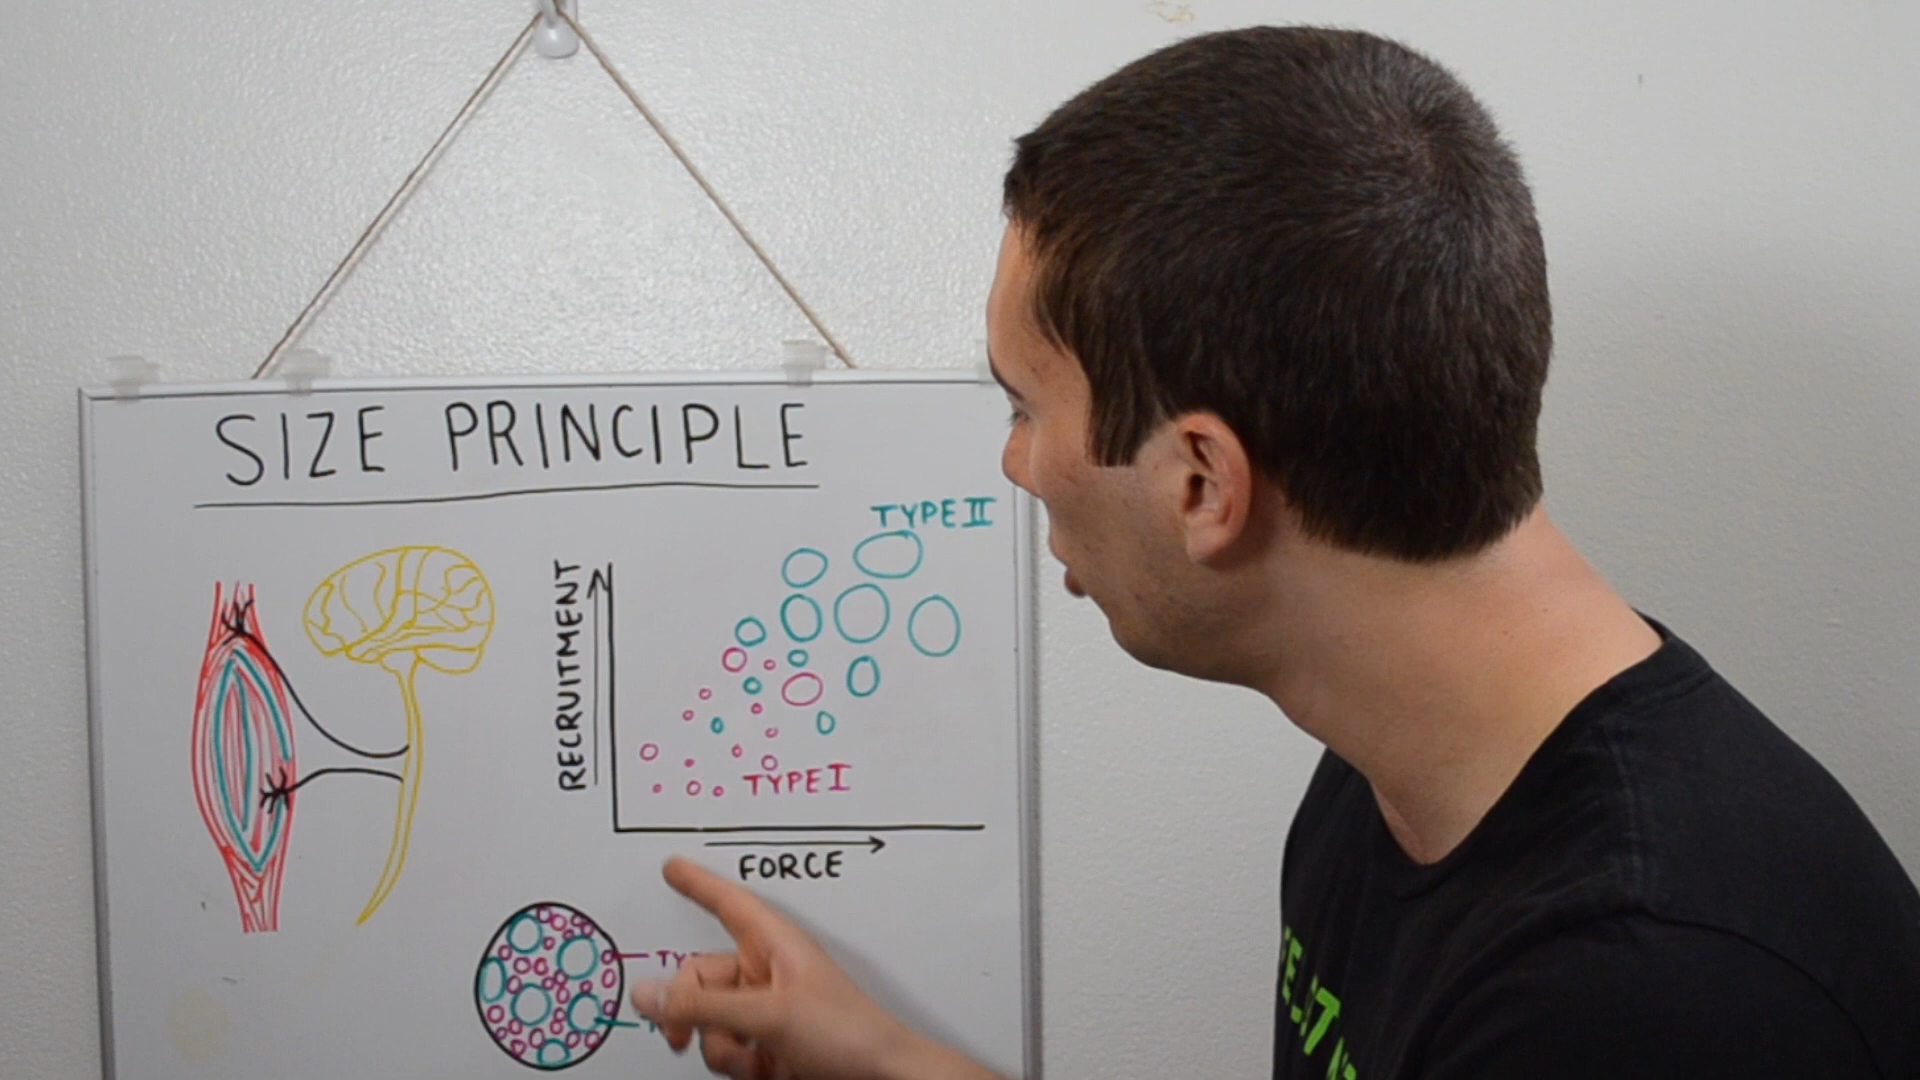 SIZE PRINCIPLE
TYPE II
RECRUITMENT
TYPE I
FORCE